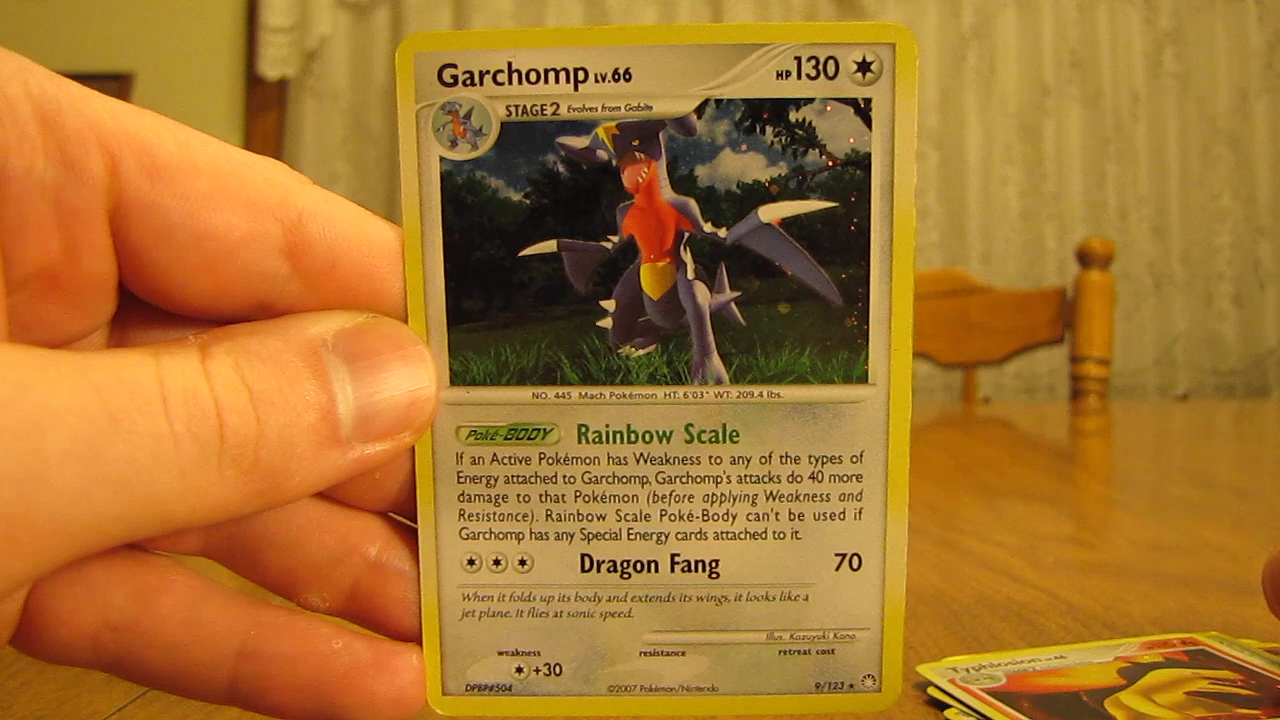 Garchomp LV.66
HP 130
STAGE2 Evolves from Gabite
NO. 445 Mach Pokémon HT: 6'03" WT: 209.4 lbs.
Poké-BODY Rainbow Scale
If an Active Pokémon has Weakness to any of the types of
Energy attached to Garchomp, Garchomp's attacks do 40 more
damage to that Pokémon (before applying Weakness and
Resistance). Rainbow Scale Poké-Body can't be used if
Garchomp has any Special Energy cards attached to it.
Dragon Fang 70
When it folds up its body and extends its wings, it looks like a
jet plane. It flies at sonic speed.
Illus. Kazuyuki Kano
weakness resistance retreat cost
+30
DPBP#504 ©2007 Pokémon/Nintendo 9/123
Typhlosion